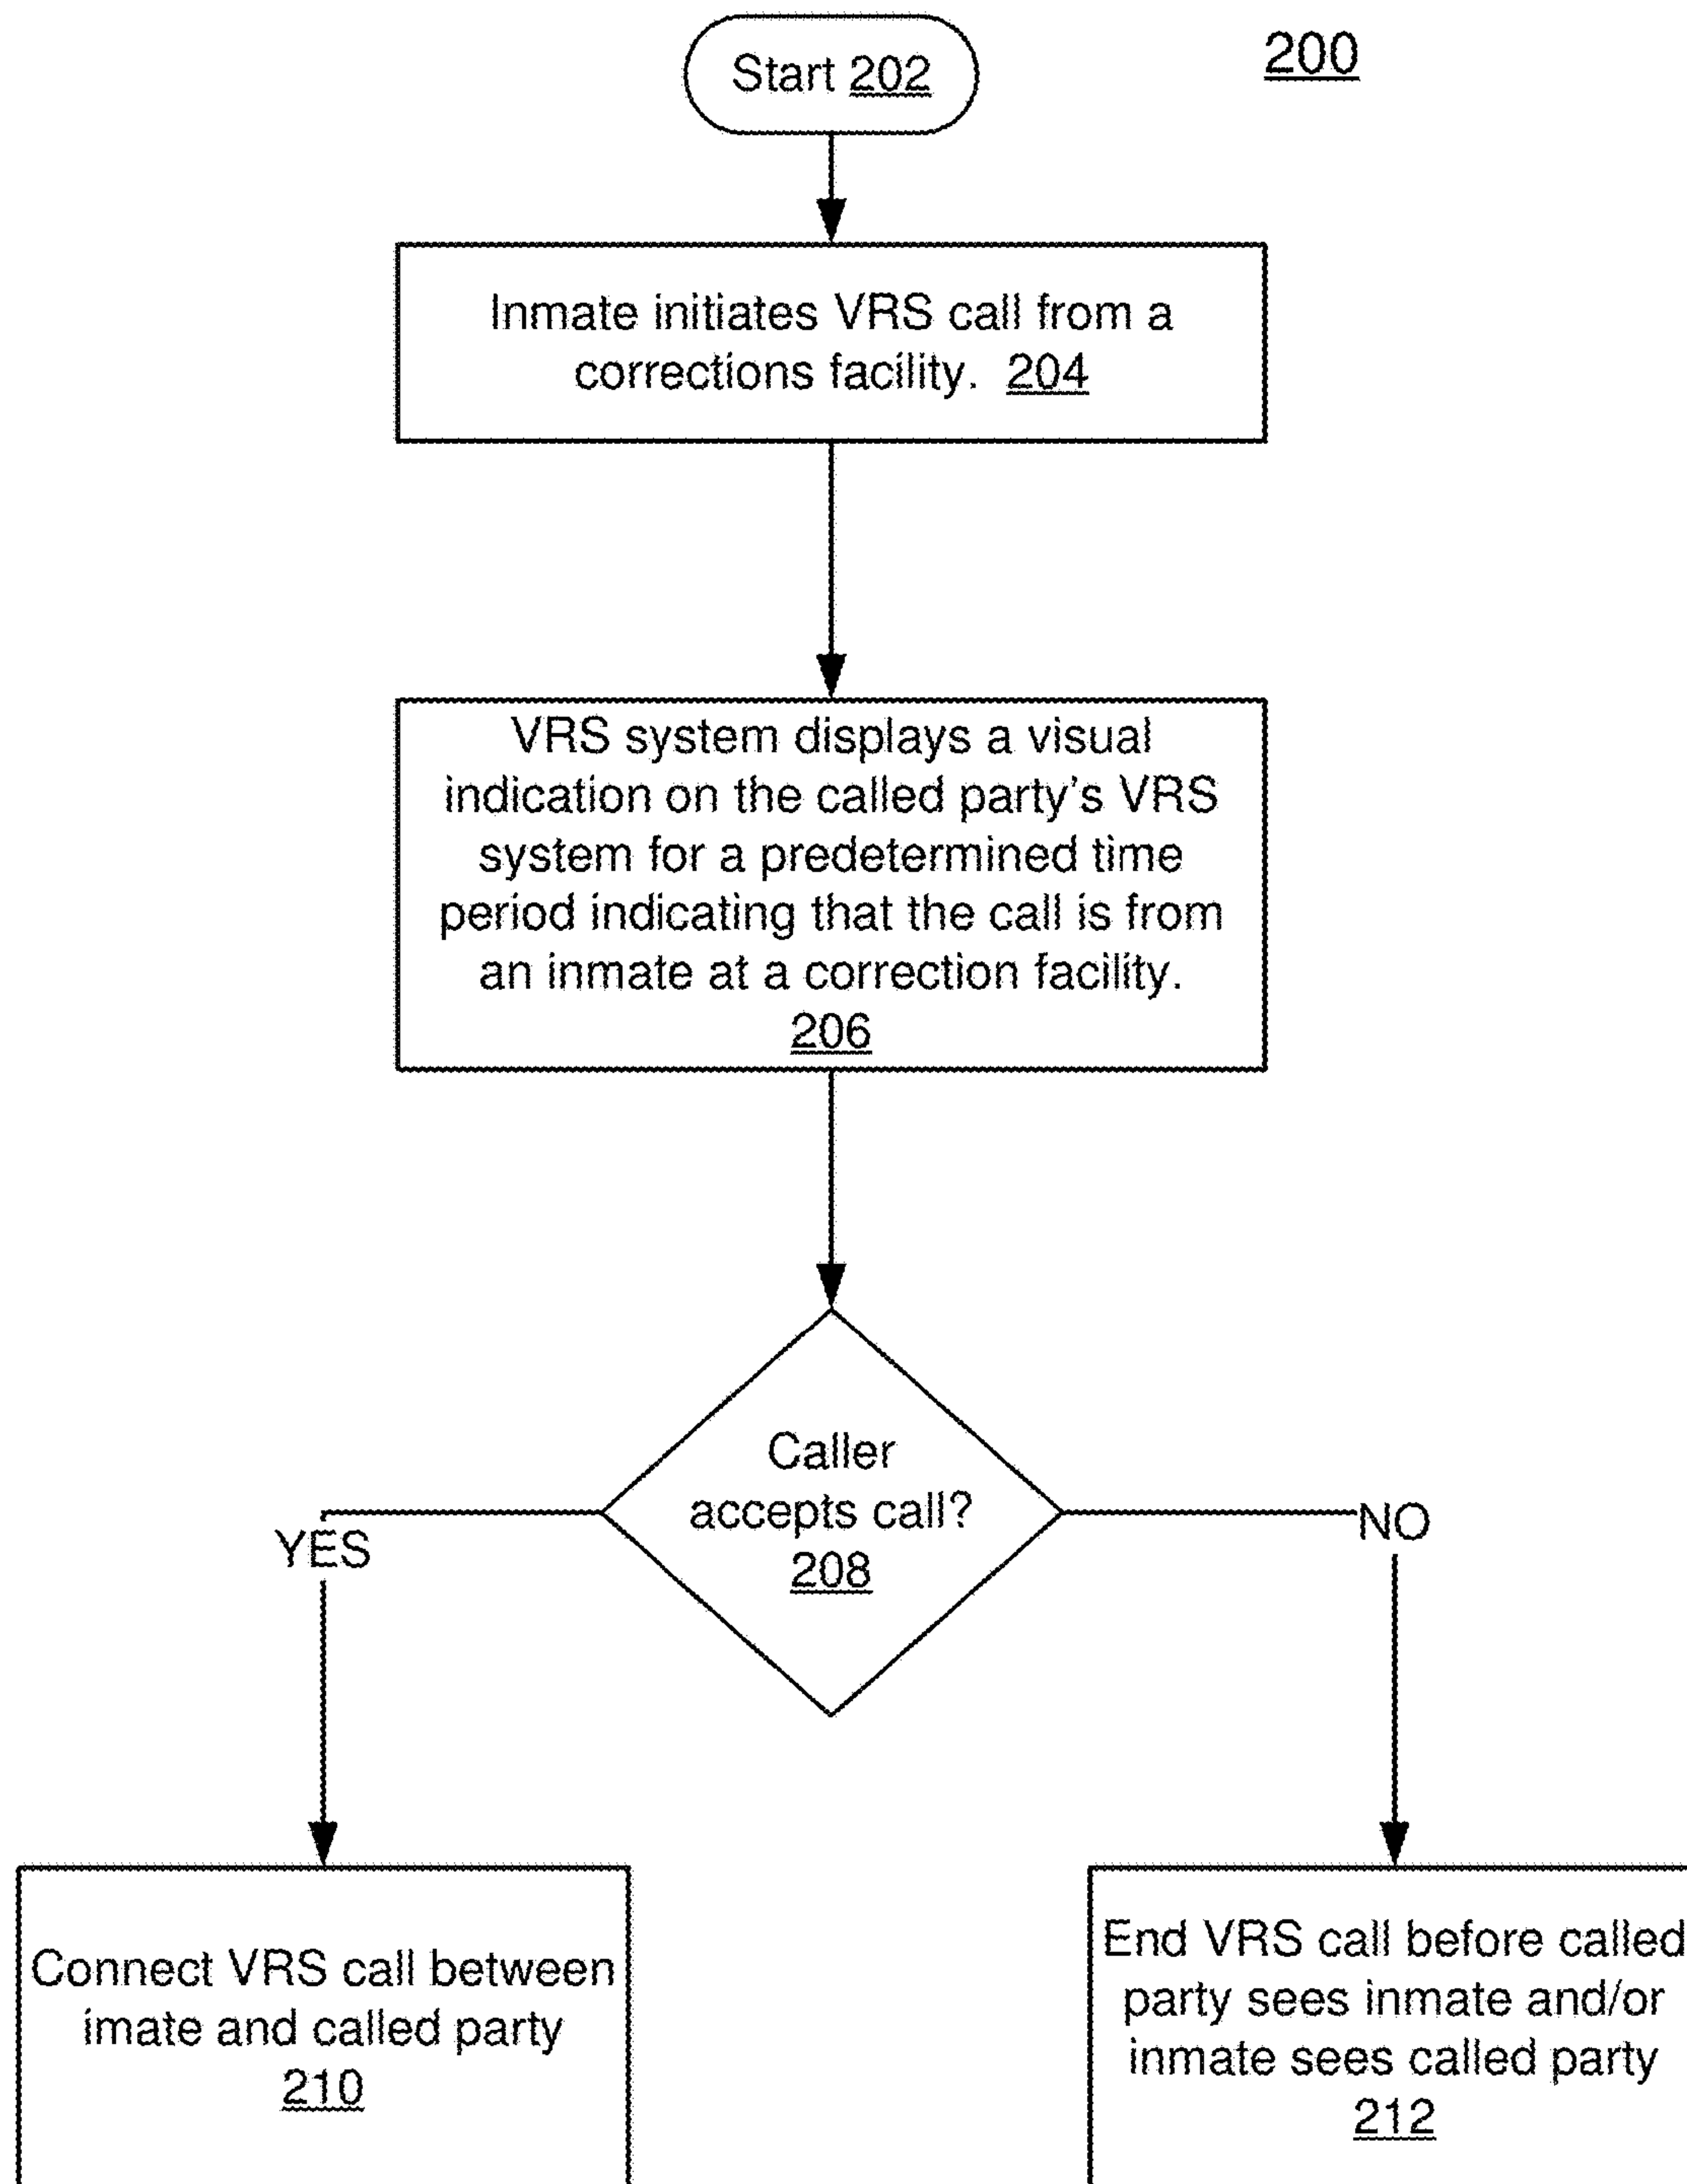 Start 202
200
Inmate initiates VRS call from a
corrections facility. 204
VRS system displays a visual
indication on the called party's VRS
system for a predetermined time
period indicating that the call is from
an inmate at a correction facility.
206
Caller
accepts call?
208
YES
NO
Connect VRS call between
imate and called party
210
End VRS call before called
party sees inmate and/or
inmate sees called party
212